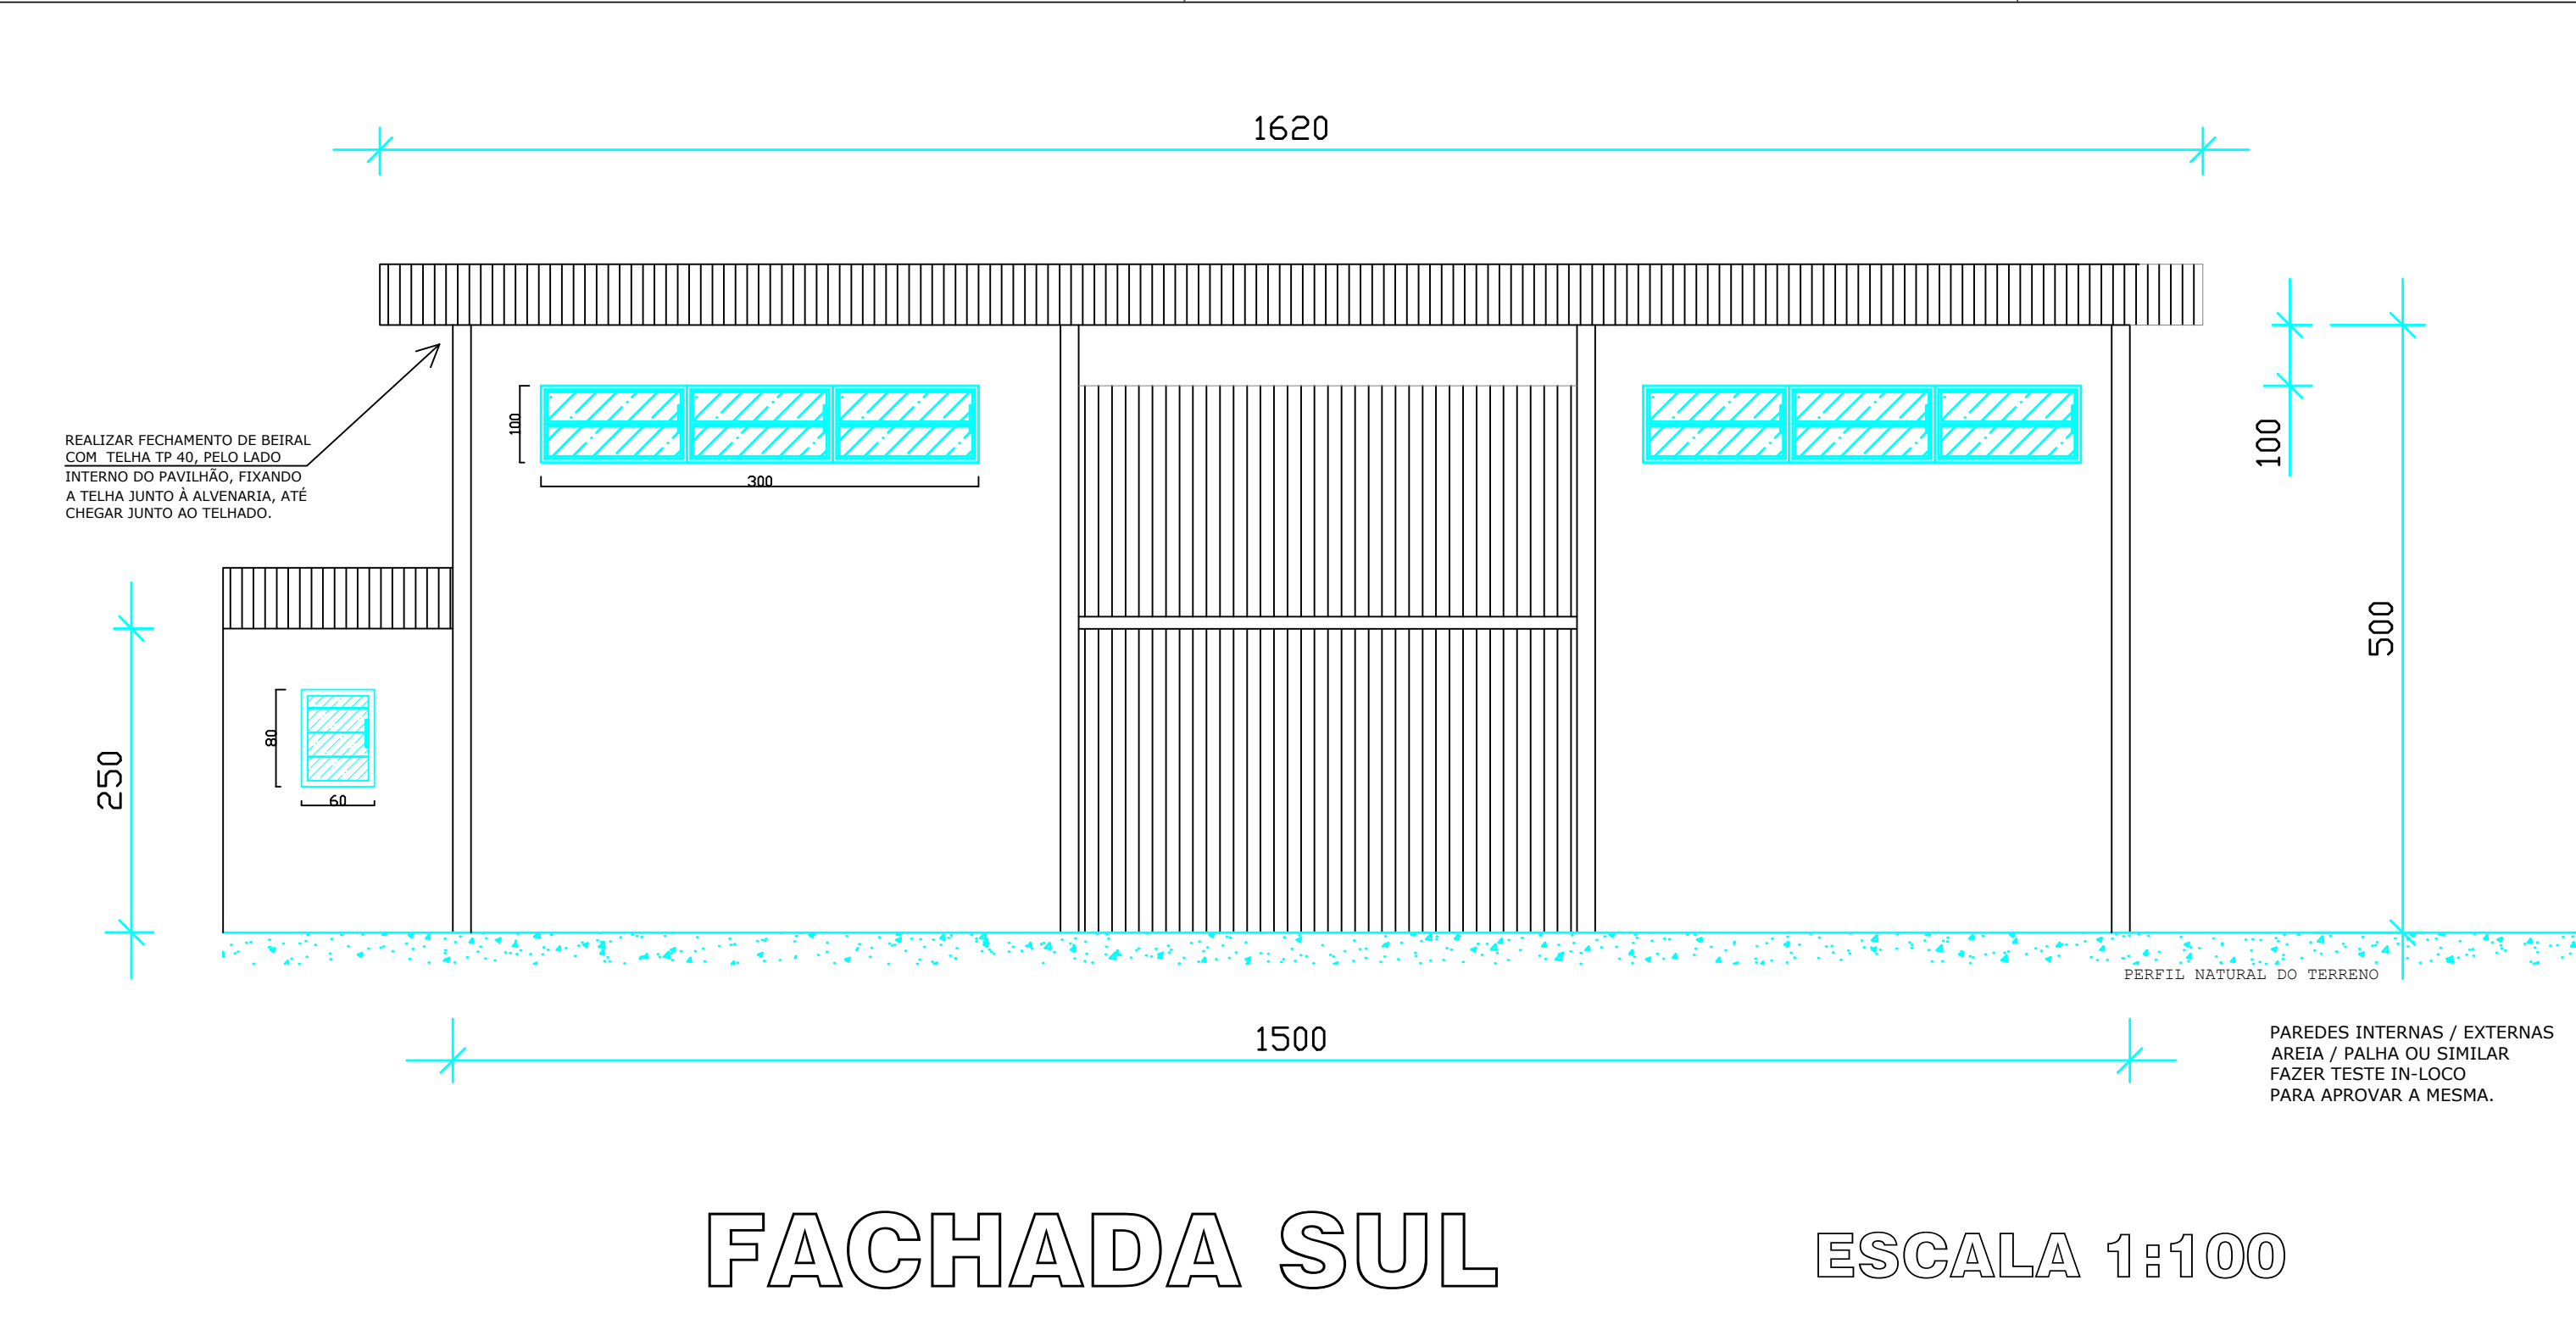 1620
REALIZAR FECHAMENTO DE BEIRAL
COM TELHA TP 40, PELO LADO
INTERNO DO PAVILHÃO, FIXANDO
A TELHA JUNTO À ALVENARIA, ATÉ
CHEGAR JUNTO AO TELHADO.
100
300
100
500
250
80
60
PERFIL NATURAL DO TERRENO
1500
PAREDES INTERNAS / EXTERNAS
AREIA / PALHA OU SIMILAR
FAZER TESTE IN-LOCO
PARA APROVAR A MESMA.
FACHADA SUL
ESCALA 1:100